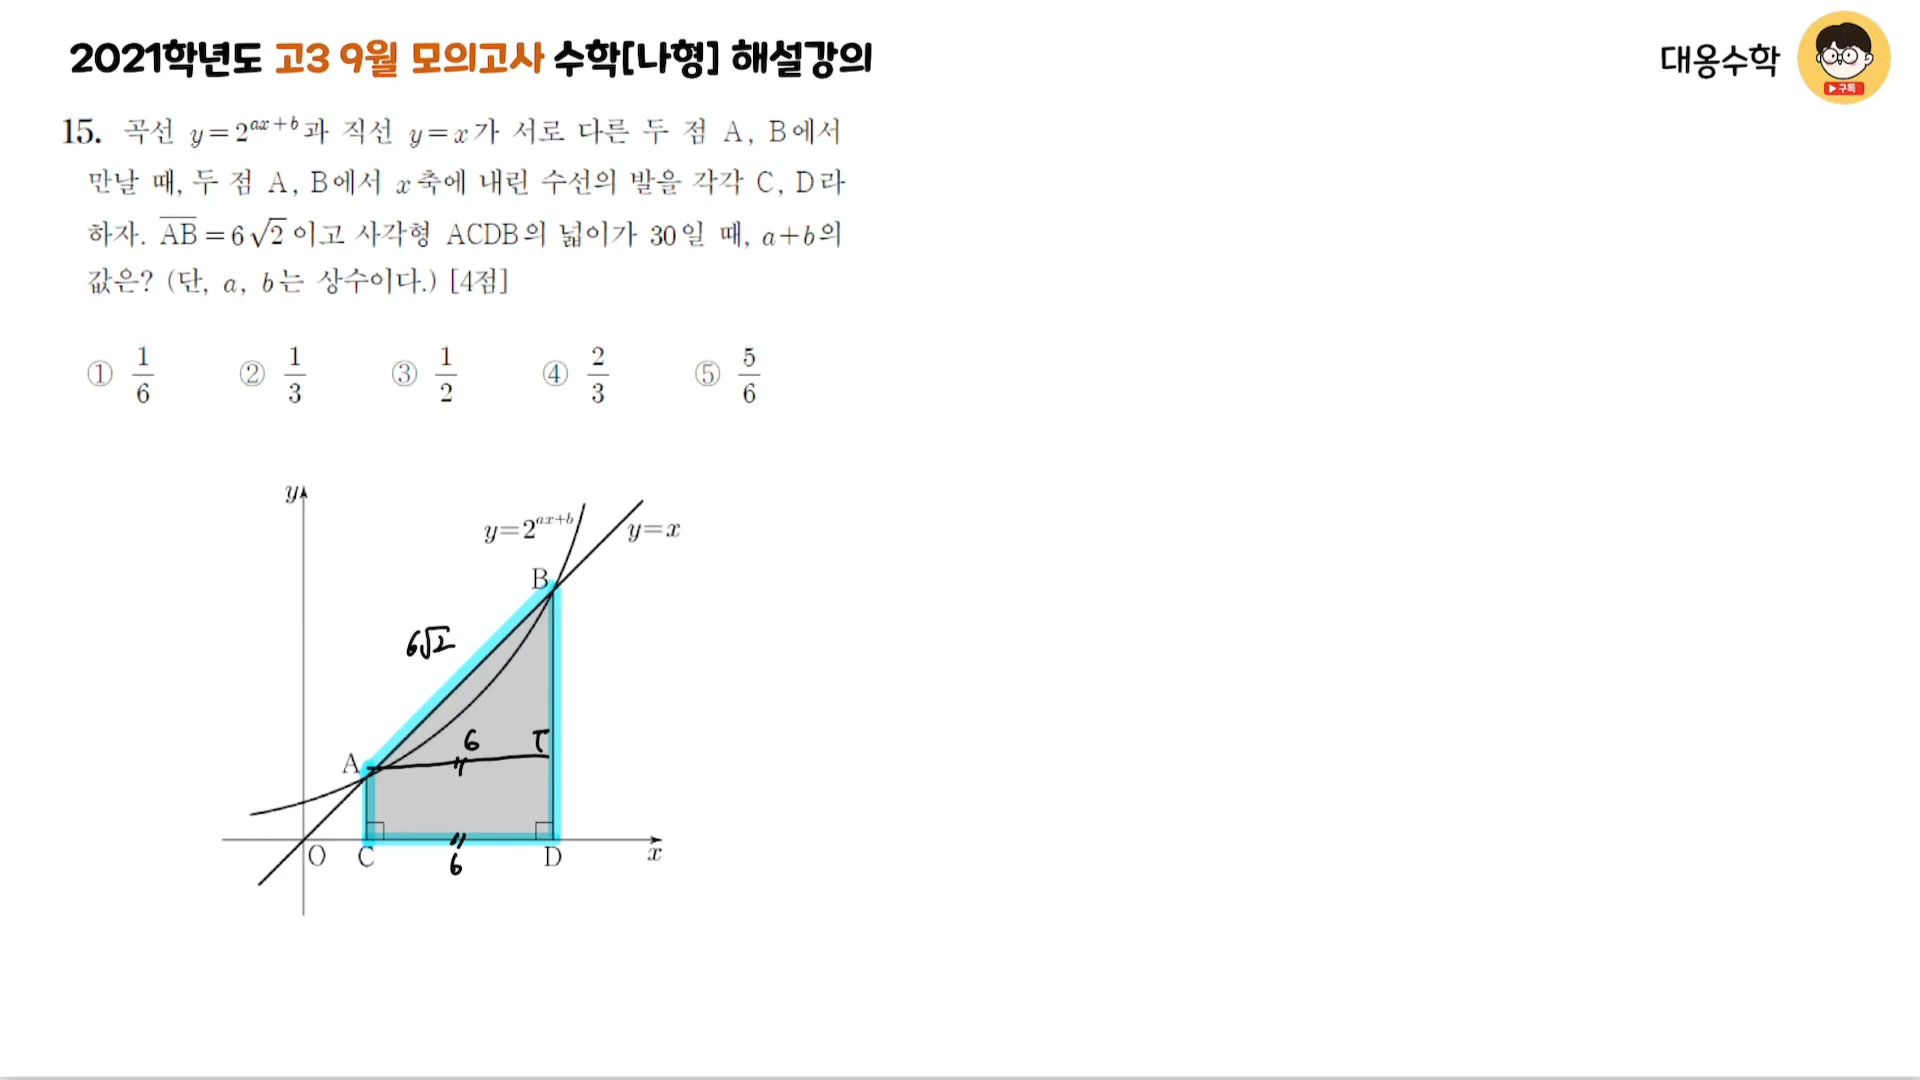 2021학년도 고3 9월 모의고사 수학[나형] 해설강의
대웅수학
구독
15. 곡선 y=2^{ax+b}과 직선 y=x가 서로 다른 두 점 A, B에서
만날 때, 두 점 A, B에서 x축에 내린 수선의 발을 각각 C, D라
하자. \overline{AB}=6√2이고 사각형 ACDB의 넓이가 30일 때, a+b의
값은? (단, a, b는 상수이다.) [4점]
① 1/6 ② 1/3 ③ 1/2 ④ 2/3 ⑤ 5/6
y
y=2^{ax+b}
y=x
B
6√2
6
A
O
C
D
x
6